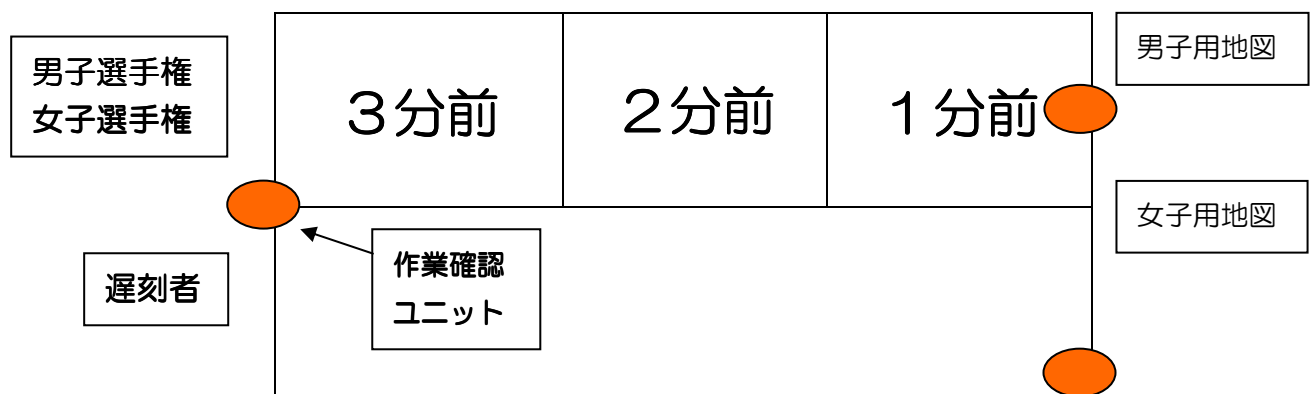 男子選手権
女子選手権
3分前
2分前
1分前
男子用地図
女子用地図
遅刻者
作業確認
ユニット